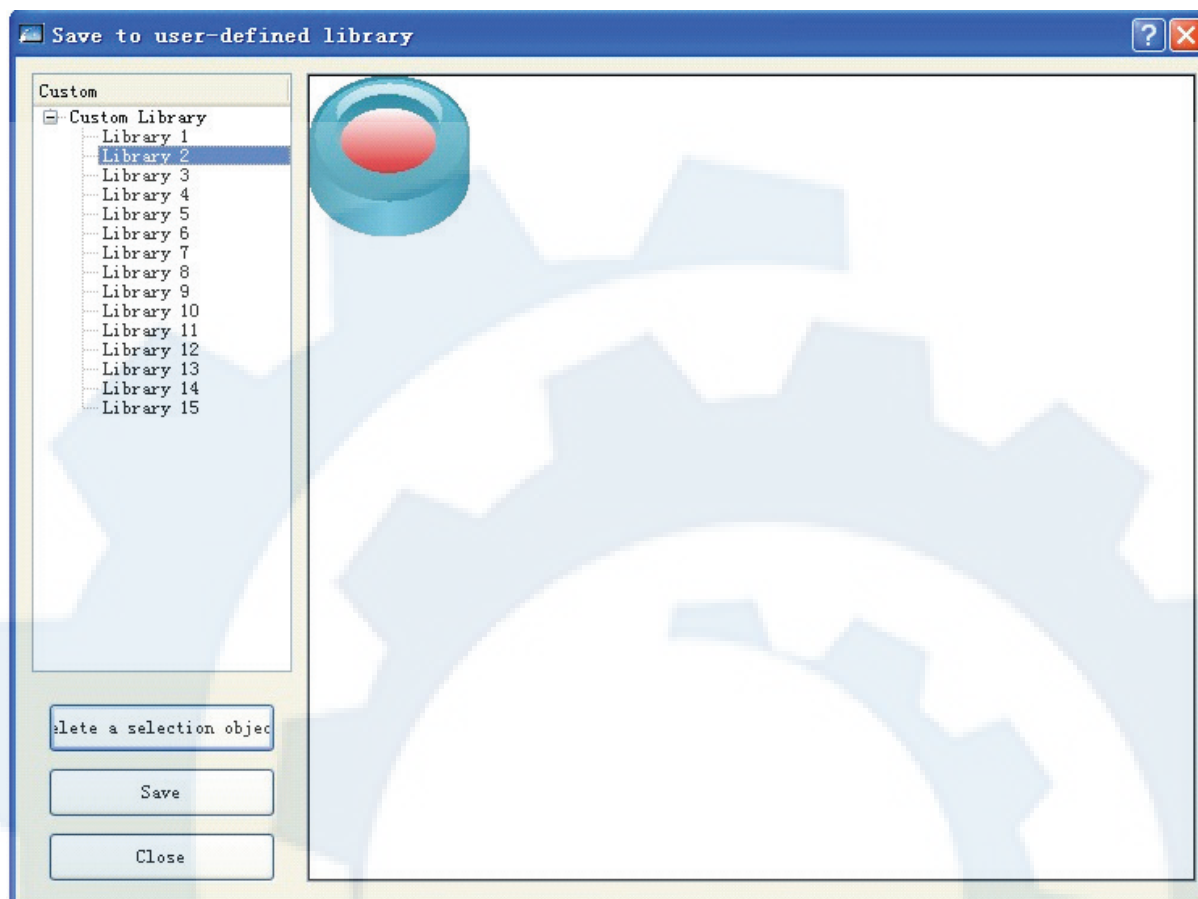 Save to user-defined library
Custom
Custom Library
Library 1
Library 2
Library 3
Library 4
Library 5
Library 6
Library 7
Library 8
Library 9
Library 10
Library 11
Library 12
Library 13
Library 14
Library 15
elete a selection objec
Save
Close